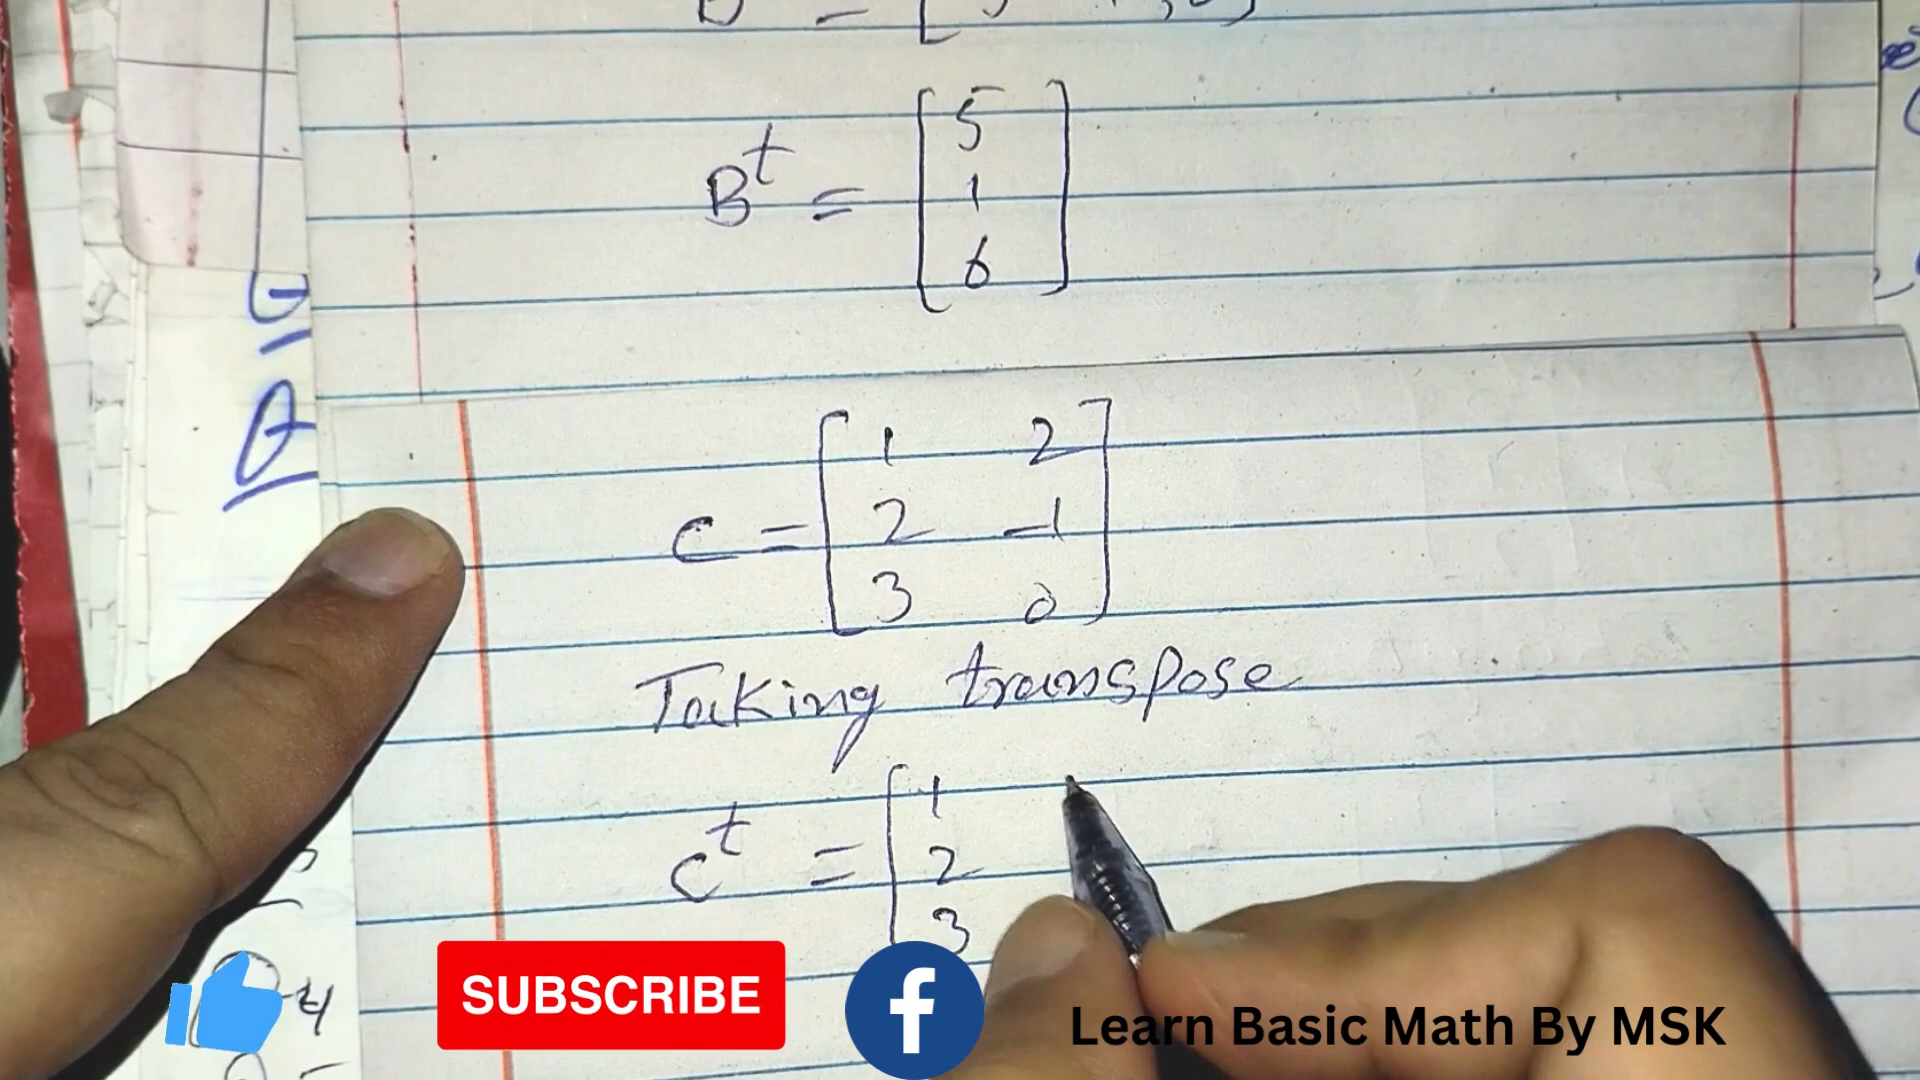 B^t = [5
1
6]
C = [1 2
2 -1
3 0]
Taking transpose
C^t = [1
2
3
SUBSCRIBE
f
Learn Basic Math By MSK